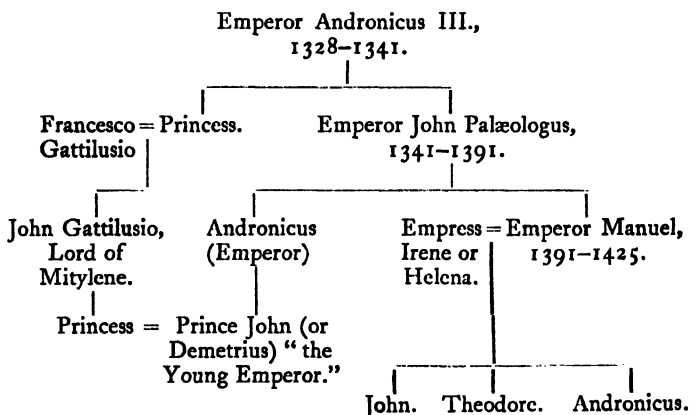 Emperor Andronicus III.,
1328–1341.
Francesco = Princess.
Gattilusio
Emperor John Palæologus,
1341–1391.
John Gattilusio,
Lord of
Mitylene.
Andronicus
(Emperor)
Empress = Emperor Manuel,
Irene or
Helena.
1391–1425.
Princess = Prince John (or
Demetrius) “ the
Young Emperor.”
John. Theodore. Andronicus.